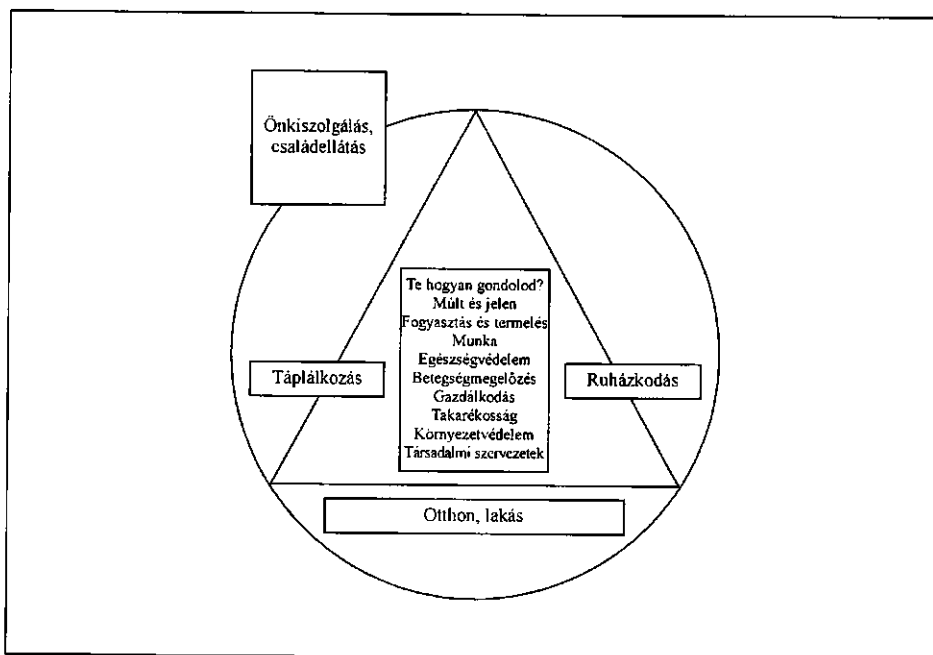 Önkiszolgálás,
családellátás
Te hogyan gondolod?
Múlt és jelen
Fogyasztás és termelés
Munka
Egészségvédelem
Betegségmegelőzés
Gazdálkodás
Takarékosság
Környezetvédelem
Társadalmi szervezetek
Táplálkozás
Ruházkodás
Otthon, lakás